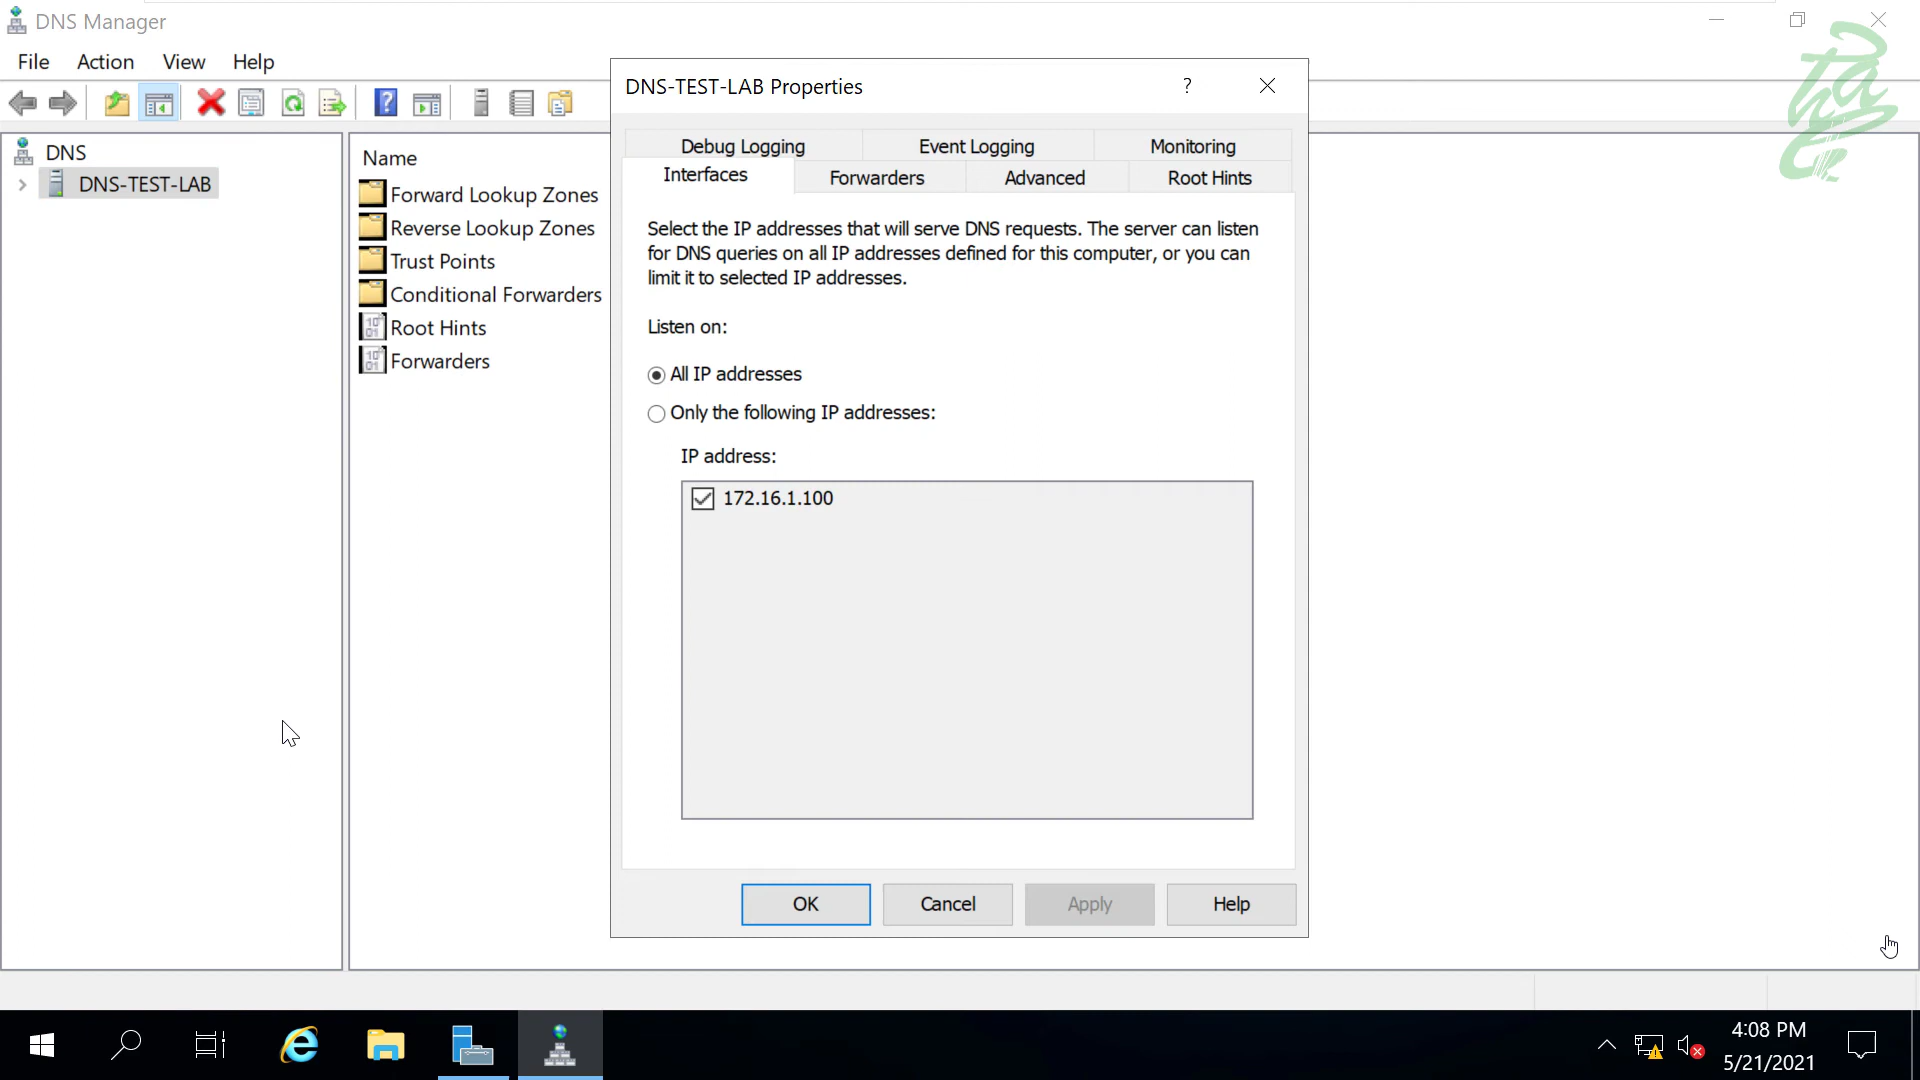 DNS Manager
File Action View Help
DNS
DNS-TEST-LAB
Name
Forward Lookup Zones
Reverse Lookup Zones
Trust Points
Conditional Forwarders
Root Hints
Forwarders
DNS-TEST-LAB Properties
?
Debug Logging Event Logging Monitoring
Interfaces Forwarders Advanced Root Hints
Select the IP addresses that will serve DNS requests. The server can listen
for DNS queries on all IP addresses defined for this computer, or you can
limit it to selected IP addresses.
Listen on:
All IP addresses
Only the following IP addresses:
IP address:
172.16.1.100
OK Cancel Apply Help
4:08 PM
5/21/2021